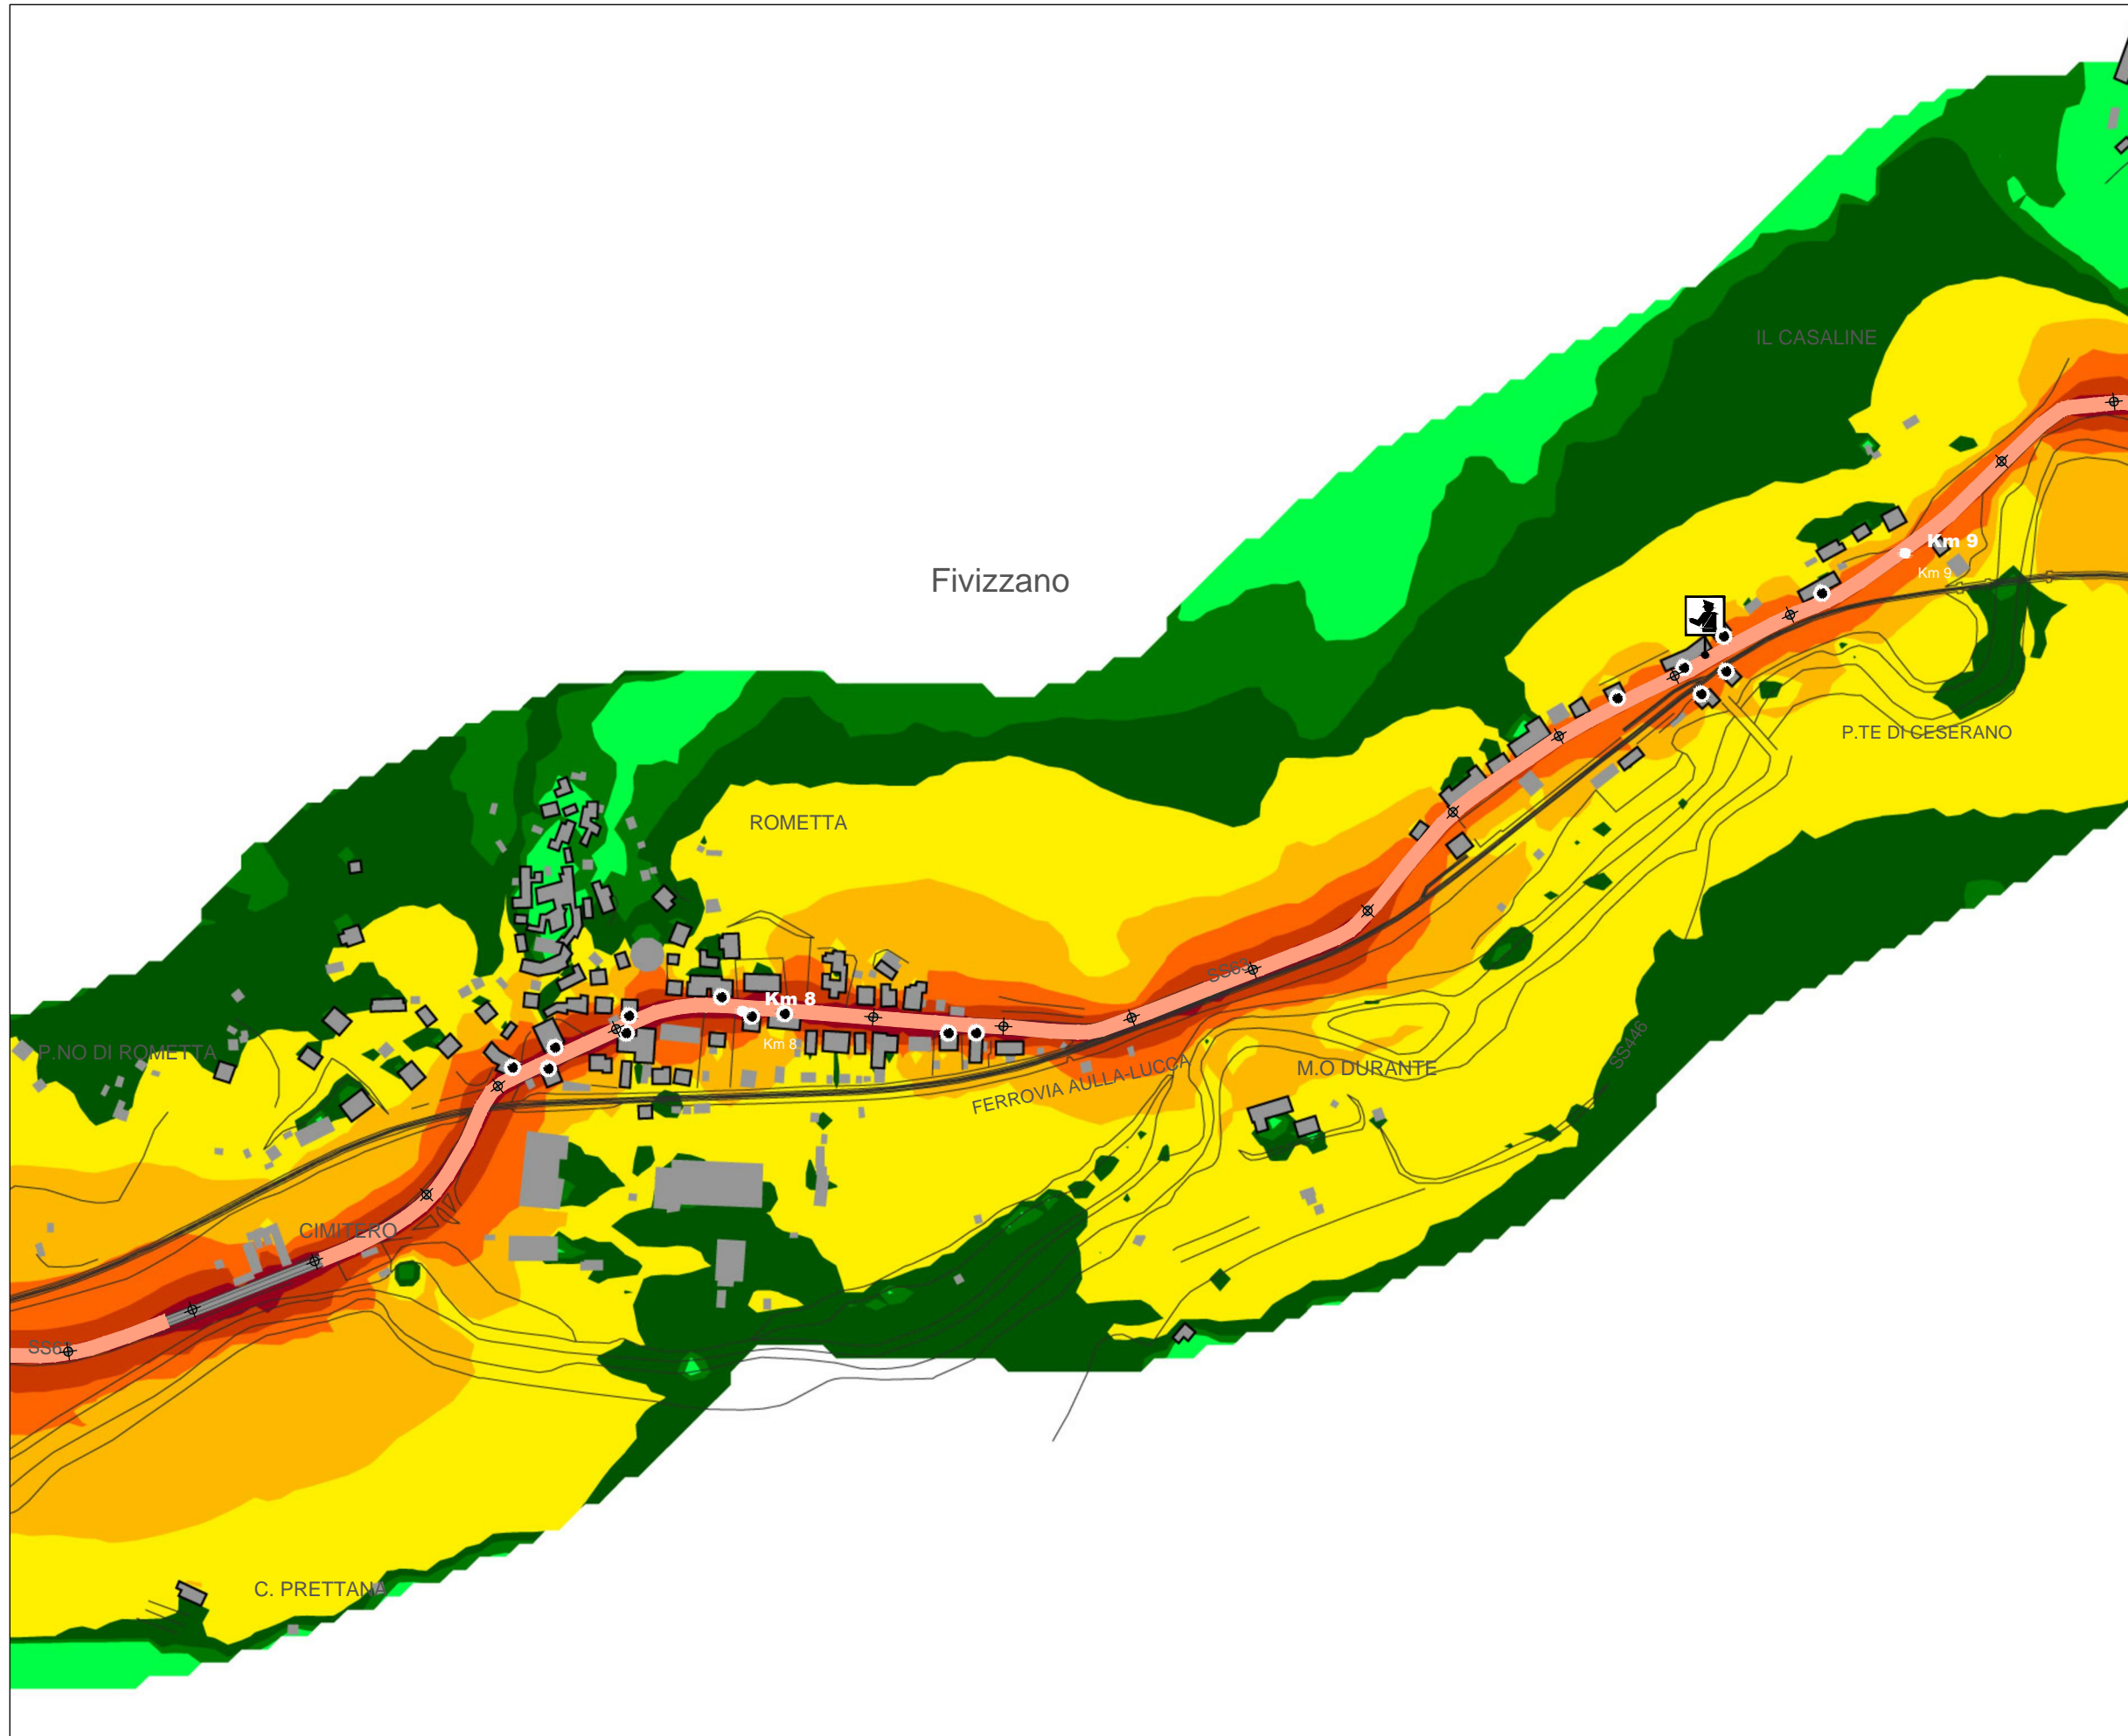 IL CASALINE
Km 9
Km 9
Fivizzano
P.TE DI CESERANO
ROMETTA
SS63
Km 8
Km 8
P.NO DI ROMETTA
FERROVIA AULLA-LUCCA
M.O DURANTE
SS446
CIMITERO
C. PRETTANA